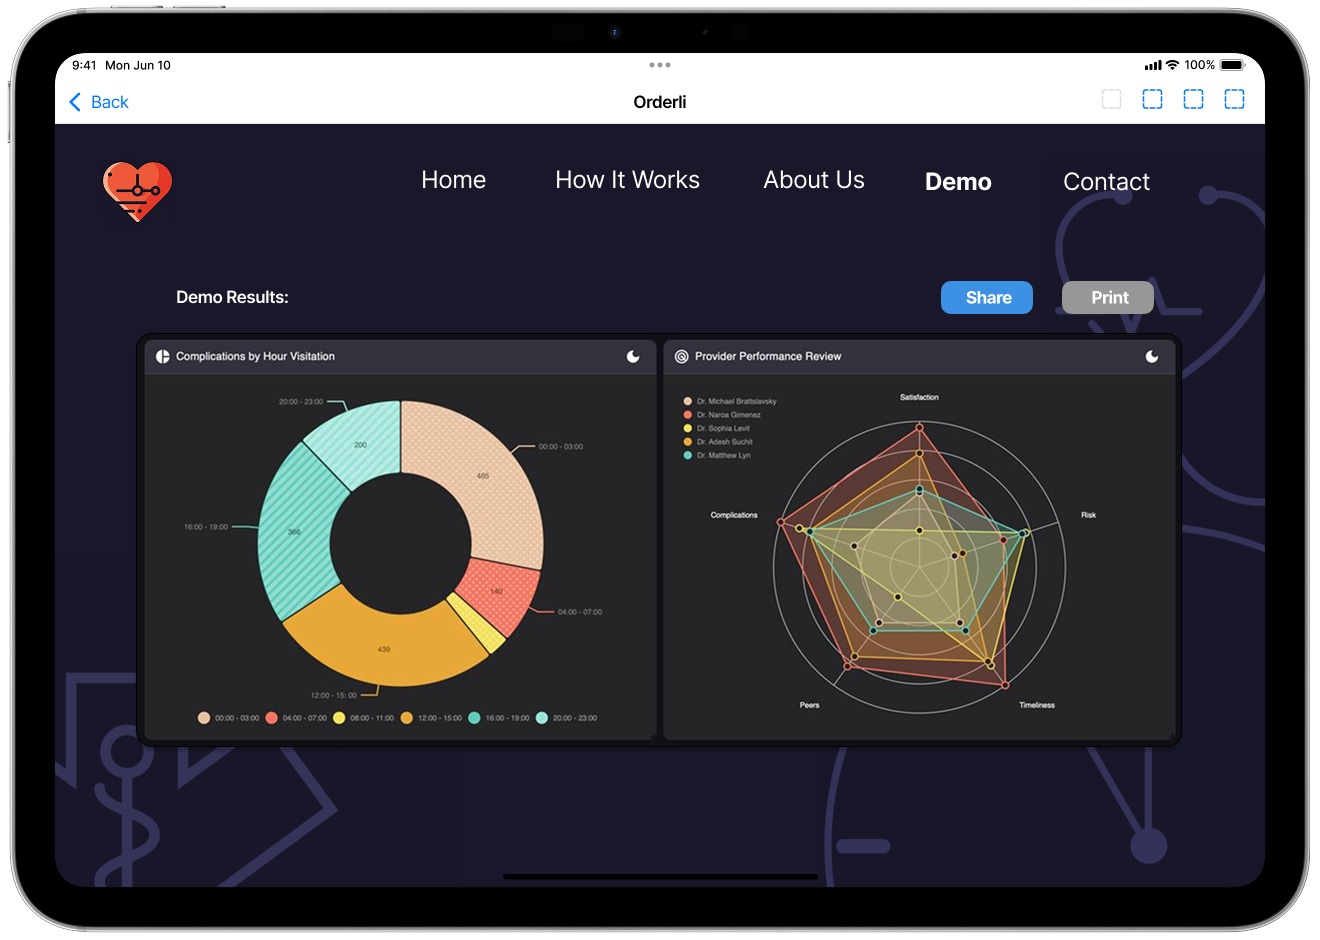 9:41 Mon Jun 10
100%
Back
Orderli
Home
How It Works
About Us
Demo
Contact
Demo Results:
Share
Print
Complications by Hour Visitation
20:00 - 23:00
200
465
00:00 - 03:00
16:00 - 19:00
366
140
04:00 - 07:00
439
12:00 - 15: 00
00:00 - 03:00
04:00 - 07:00
08:00 - 11:00
12:00 - 15:00
16:00 - 19:00
20:00 - 23:00
Provider Performance Review
Dr. Michael Brattslavsky
Dr. Naroa Gimenez
Dr. Sophia Levit
Dr. Adesh Suchit
Dr. Matthew Lyn
Satisfaction
Complications
Risk
Peers
Timeliness